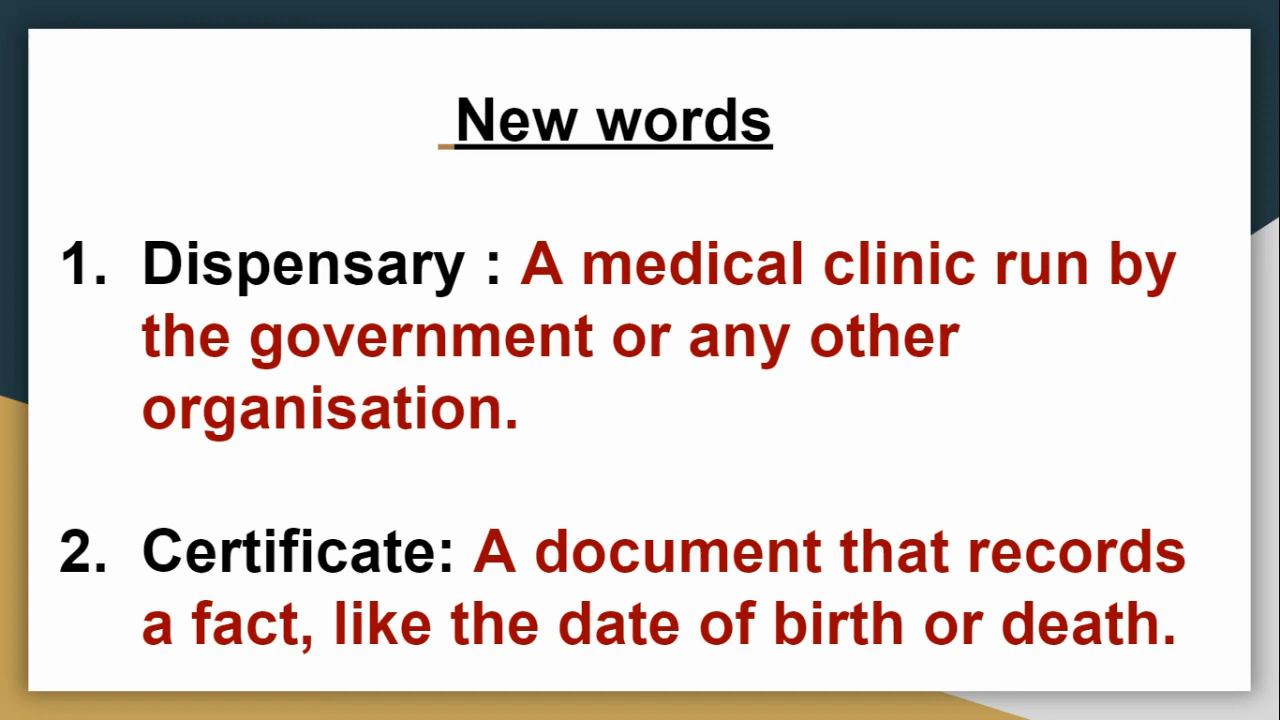 New words
1. Dispensary : A medical clinic run by
the government or any other
organisation.
2. Certificate: A document that records
a fact, like the date of birth or death.